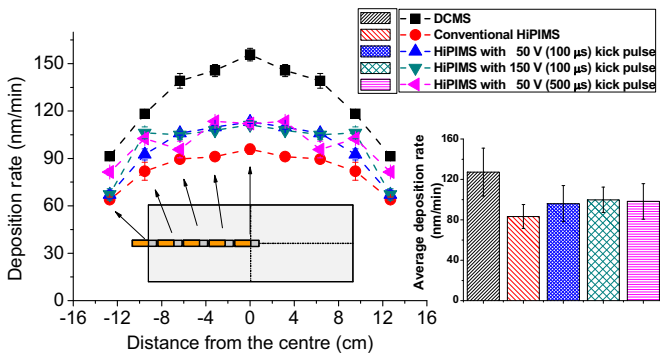 DCMS
Conventional HiPIMS
HiPIMS with 50 V (100 μs) kick pulse
HiPIMS with 150 V (100 μs) kick pulse
HiPIMS with 50 V (500 μs) kick pulse
Deposition rate (nm/min)
150
120
90
60
30
0
-16 -12 -8 -4 0 4 8 12 16
Distance from the centre (cm)
Average deposition rate
(nm/min)
160
120
80
40
0